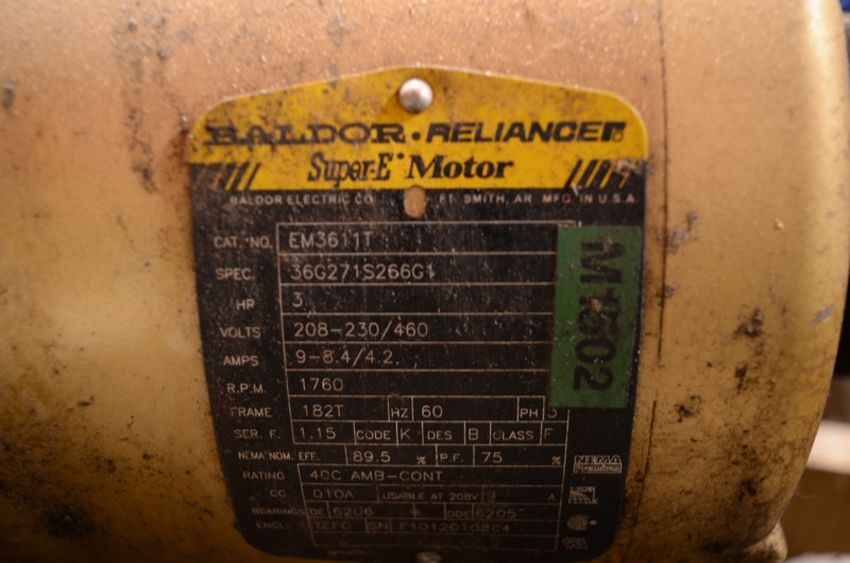 BALDOR • RELIANCE
Super-E Motor
BALDOR ELECTRIC CO FT. SMITH, AR MFG IN U.S.A.
CAT. NO. EM3611T
SPEC. 36G271S266G1
HP 3
VOLTS 208-230/460
AMPS 9-8.4/4.2
R.P.M. 1760
FRAME 182T HZ 60 PH 3
SER. F. 1.15 CODE K DES B CLASS F
NEMA NOM. EFF. 89.5 % P.F. 75 %
RATING 40C AMB-CONT
CC 010A USABLE AT 208V 9 A
BEARINGS DE 6206 ODE 6205
ENCL. TEFC SN
M1502
NEMA
Premium